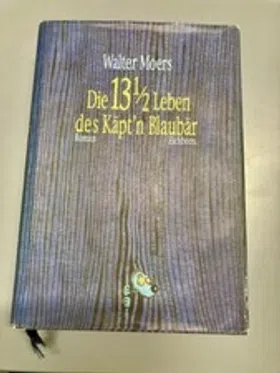 Walter Moers
Die 13½ Leben
des Käpt'n Blaubär
Roman Eichborn.